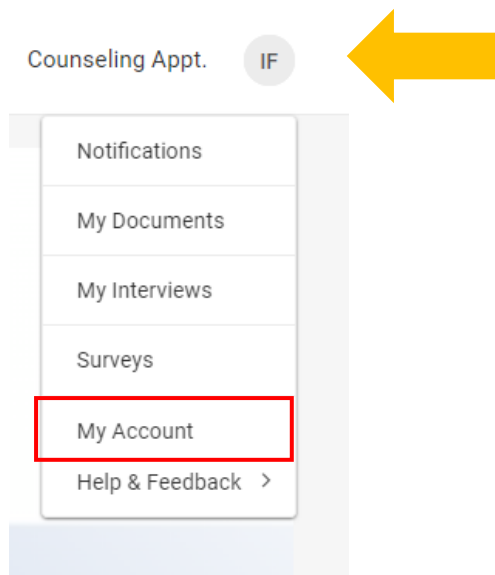 Counseling Appt. IF
Notifications
My Documents
My Interviews
Surveys
My Account
Help & Feedback >